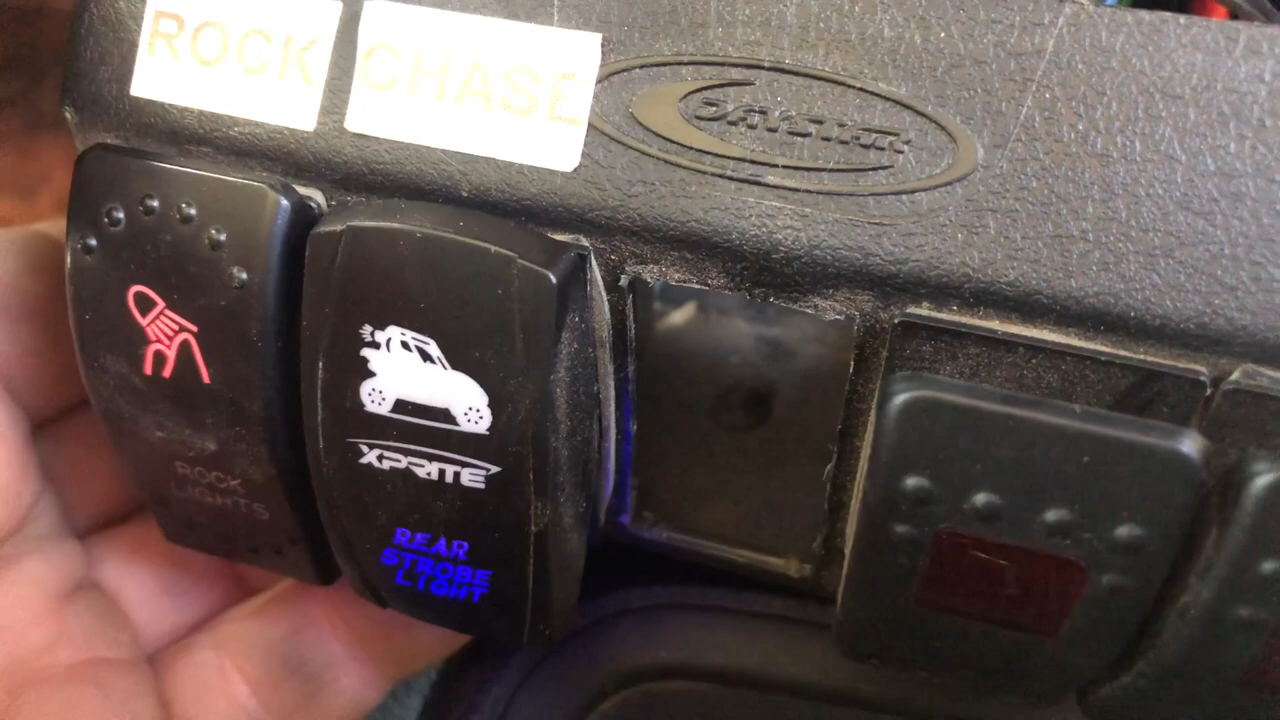 ROCK CHASE
DAYSTAR
ROCK
LIGHTS
XPRITE
REAR
STROBE
LIGHT